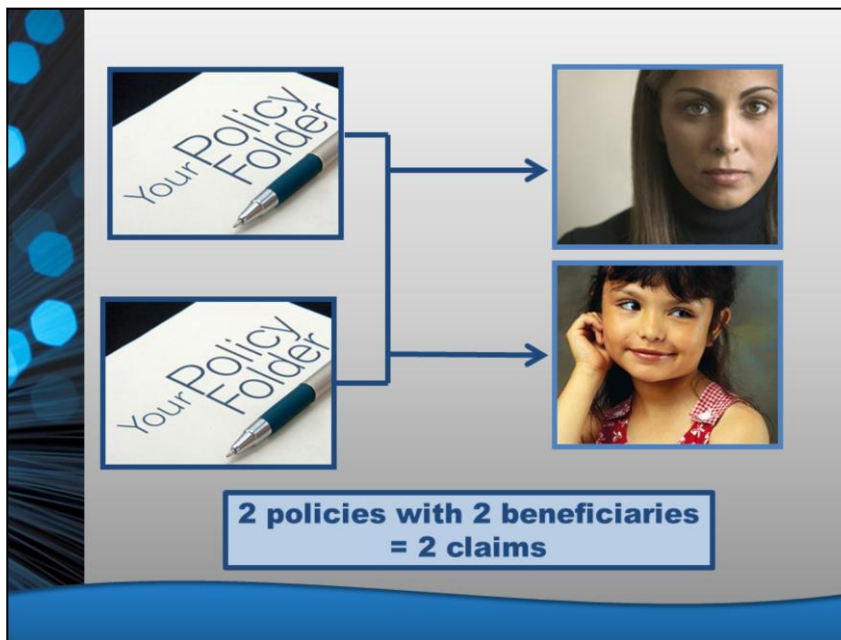 Your Policy
Folder
Your Policy
Folder
2 policies with 2 beneficiaries
= 2 claims